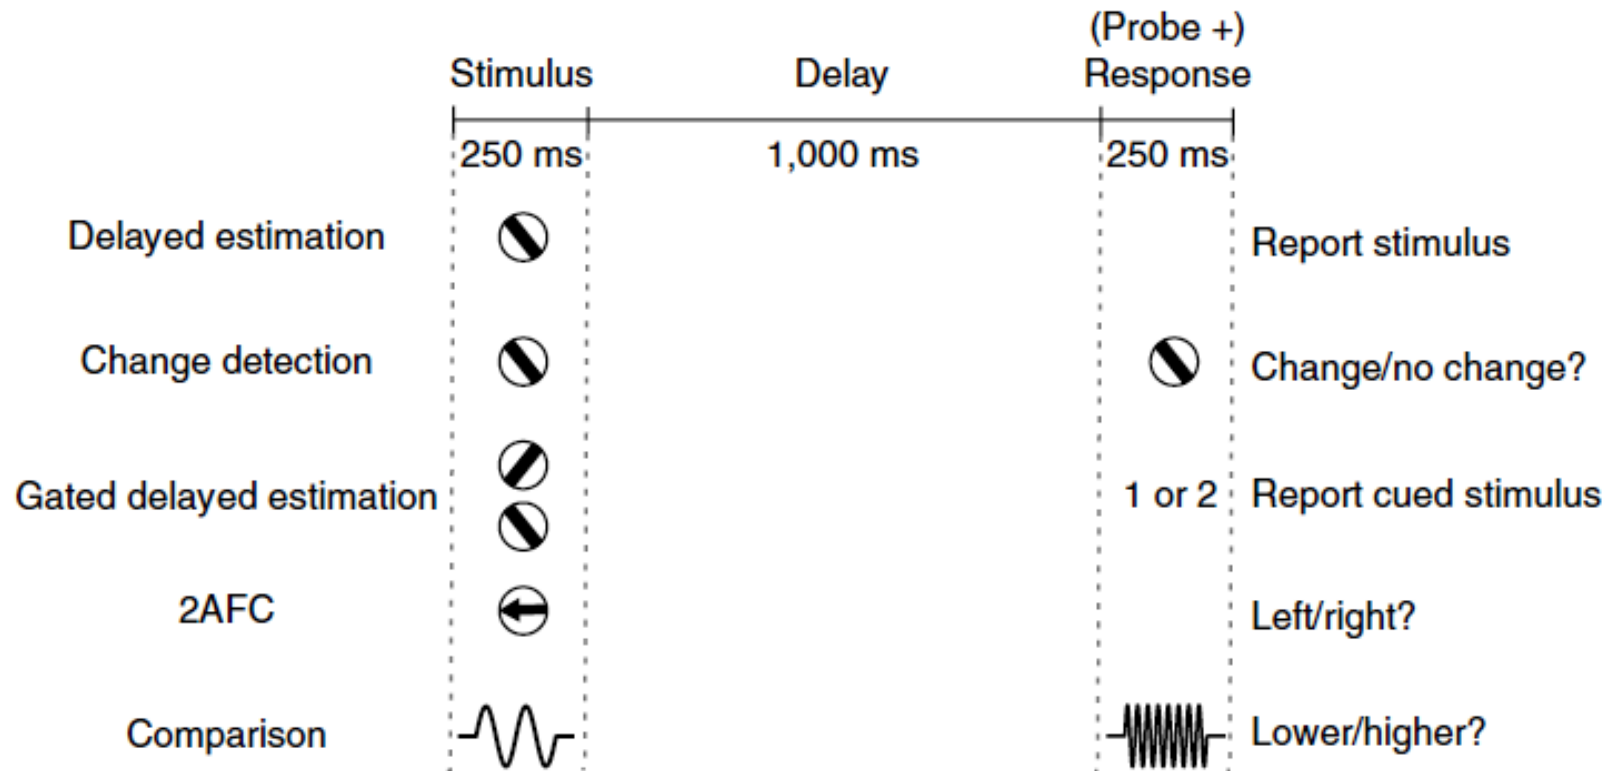 (Probe +)
Stimulus Delay Response
250 ms 1,000 ms 250 ms
Delayed estimation Report stimulus
Change detection Change/no change?
Gated delayed estimation 1 or 2 Report cued stimulus
2AFC Left/right?
Comparison Lower/higher?